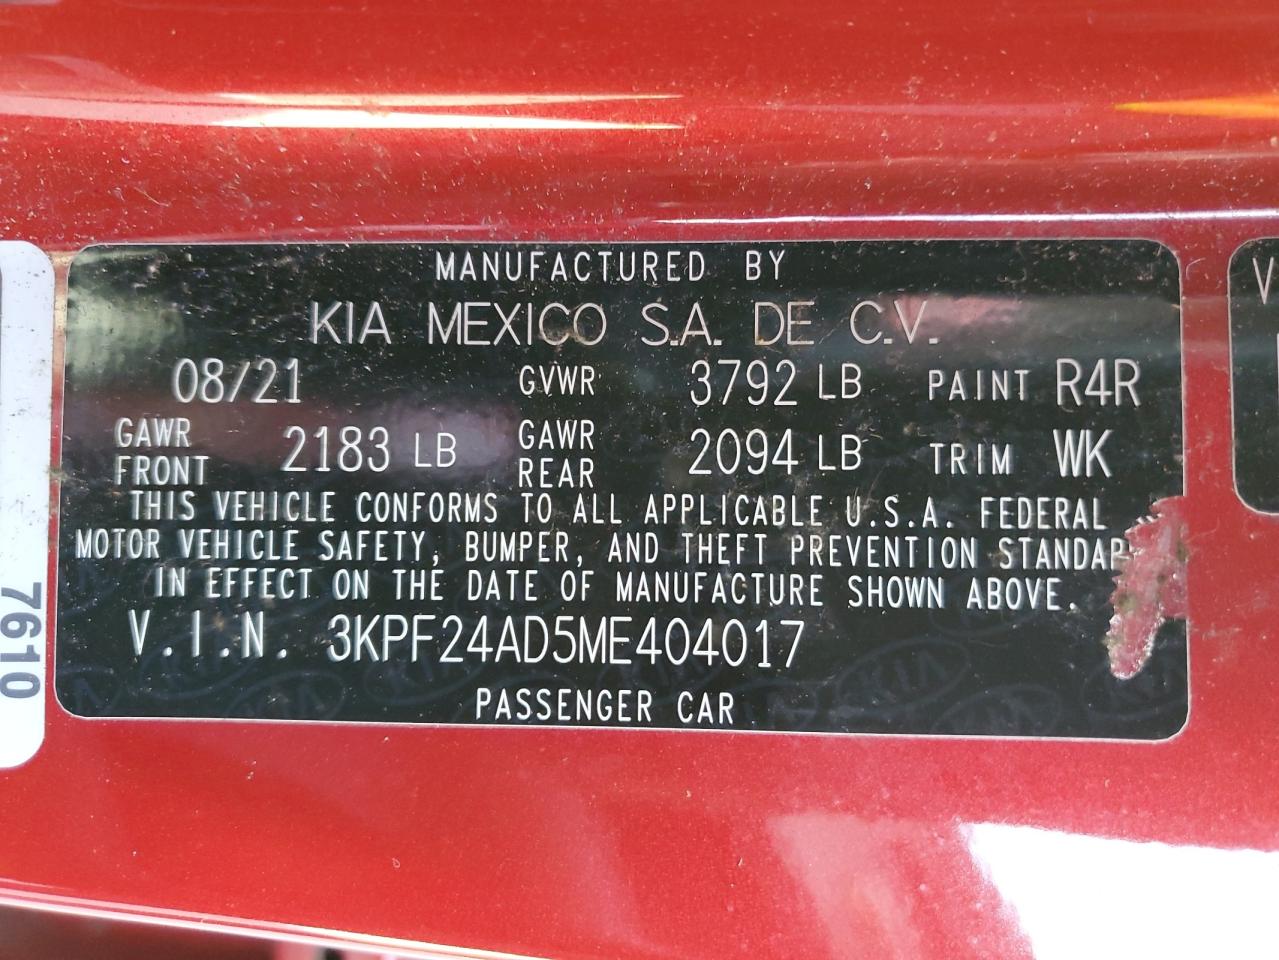 MANUFACTURED BY
KIA MEXICO S.A. DE C.V.
08/21 GVWR 3792 LB PAINT R4R
GAWR FRONT 2183 LB GAWR REAR 2094 LB TRIM WK
THIS VEHICLE CONFORMS TO ALL APPLICABLE U.S.A. FEDERAL
MOTOR VEHICLE SAFETY, BUMPER, AND THEFT PREVENTION
IN EFFECT ON THE DATE OF MANUFACTURE SHOWN ABOVE.
V.I.N. 3KPF24AD5ME404017
PASSENGER CAR
7610
V